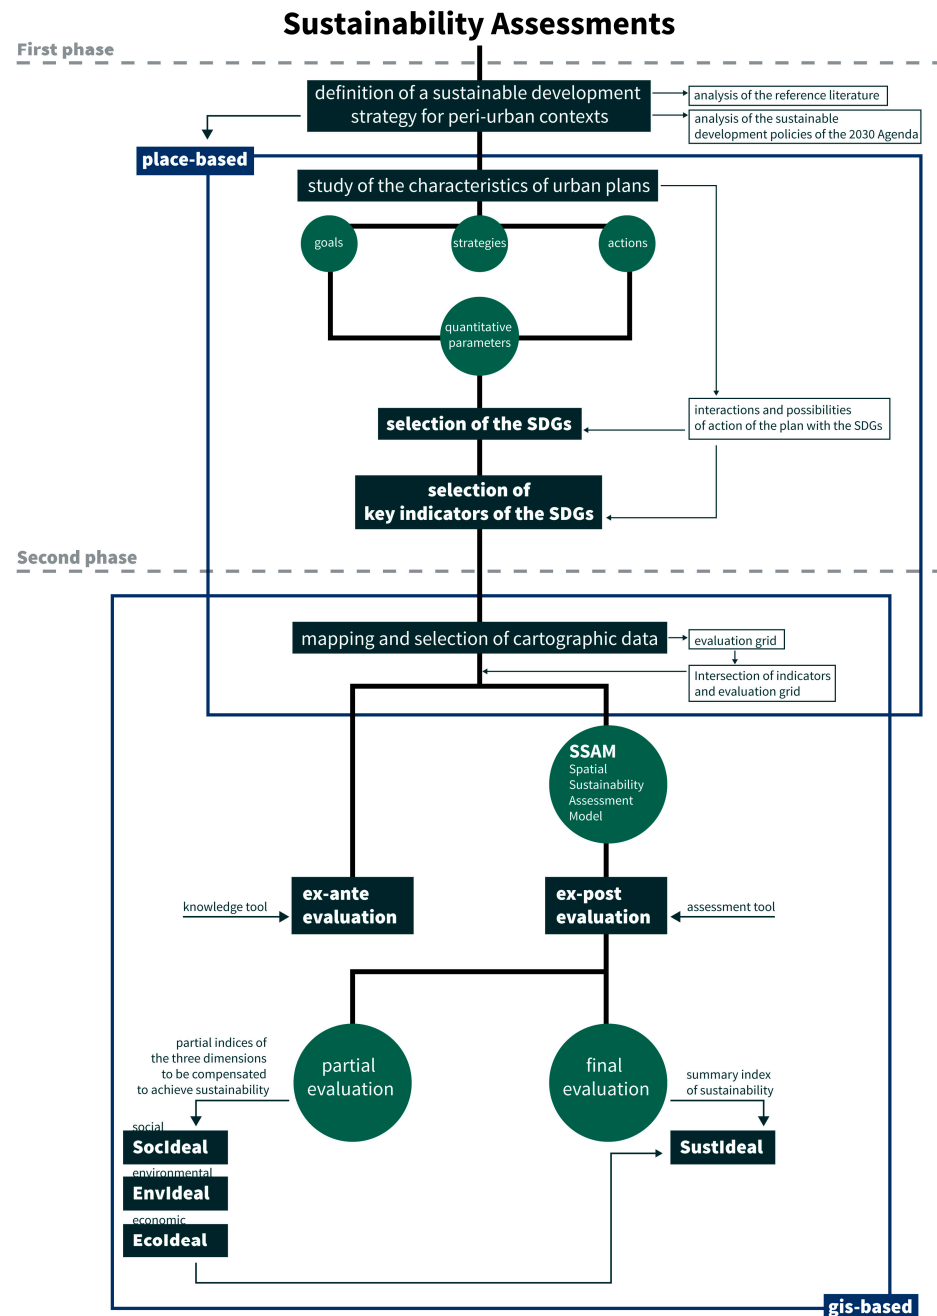 Sustainability Assessments
First phase
definition of a sustainable development
strategy for peri-urban contexts
analysis of the reference literature
analysis of the sustainable
development policies of the 2030 Agenda
place-based
study of the characteristics of urban plans
goals
strategies
actions
quantitative
parameters
selection of the SDGs
interactions and possibilities
of action of the plan with the SDGs
selection of
key indicators of the SDGs
Second phase
mapping and selection of cartographic data
evaluation grid
Intersection of indicators
and evaluation grid
SSAM
Spatial
Sustainability
Assessment
Model
knowledge tool
ex-ante
evaluation
ex-post
evaluation
assessment tool
partial indices of
the three dimensions
to be compensated
to achieve sustainability
partial
evaluation
final
evaluation
summary index
of sustainability
social
SocIdeal
environmental
EnvIdeal
economic
EcoIdeal
SustIdeal
gis-based